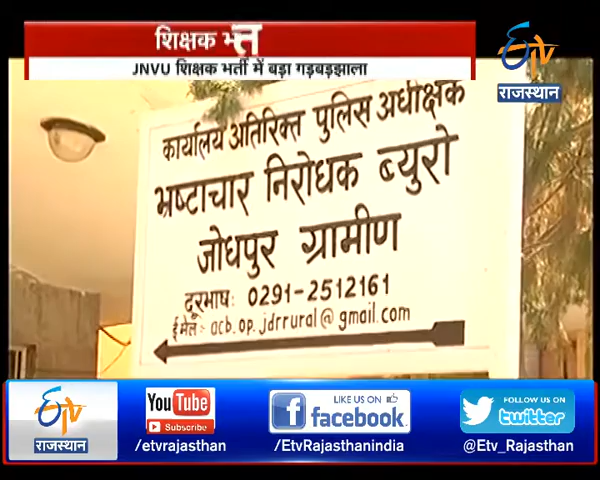 शिक्षक भ
JNVU शिक्षक भर्ती में बड़ा गड़बड़झाला
ETV
राजस्थान
कार्यालय अतिरिक्त पुलिस अधीक्षक
भ्रष्टाचार निरोधक ब्युरो
जोधपुर ग्रामीण
दूरभाषः 0291-2512161
ईमेलः- acb.op.jdrrural@gmail.com
ETV
राजस्थान
YouTube
Subscribe
/etvrajasthan
LIKE US ON
facebook
/EtvRajasthanindia
FOLLOW US ON
twitter
@Etv_Rajasthan